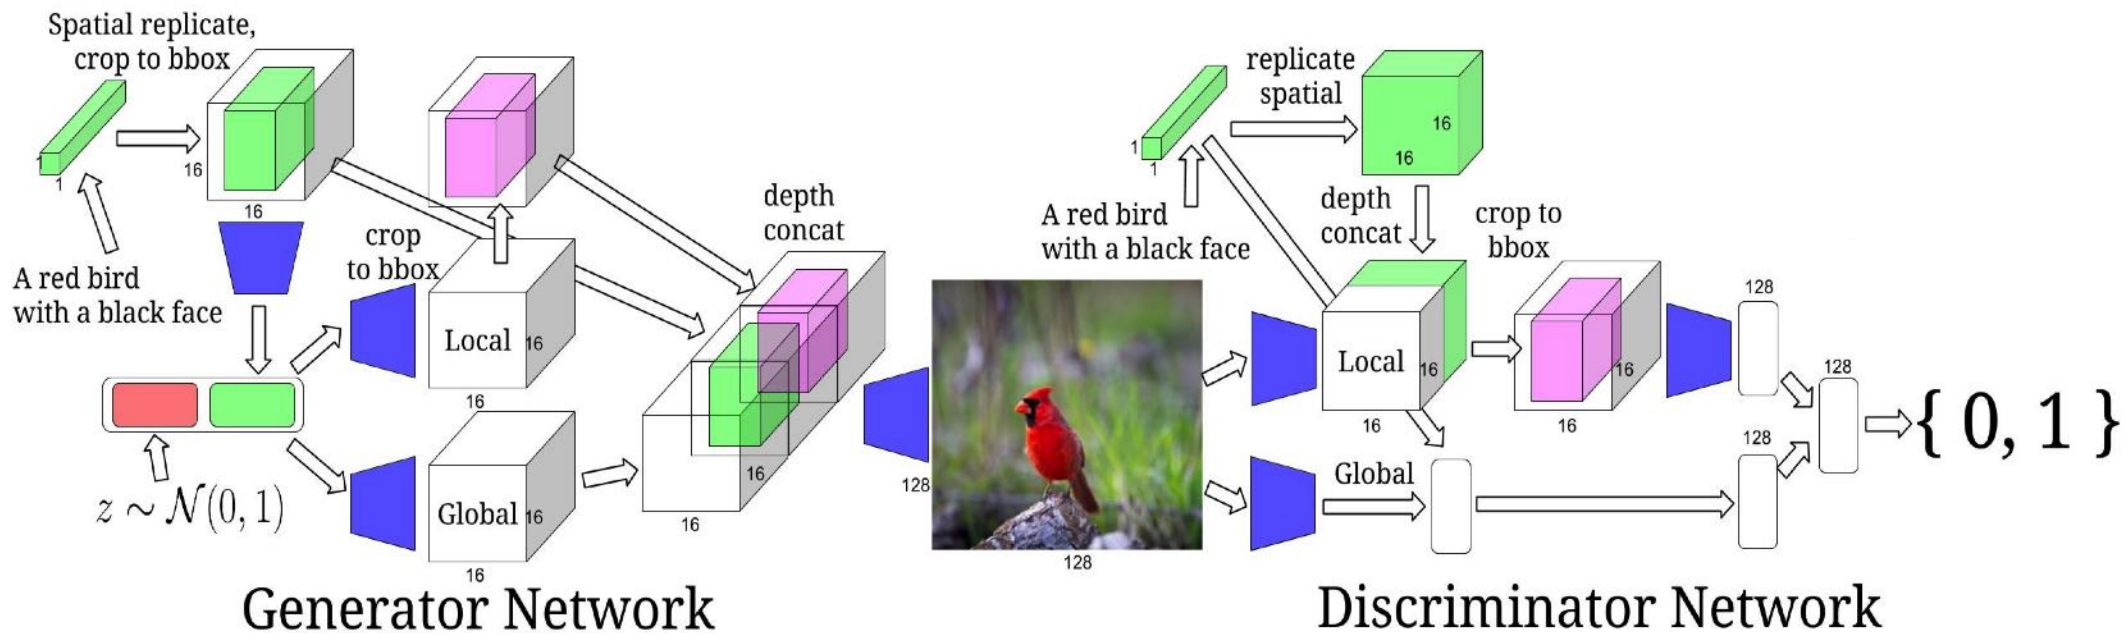 Spatial replicate,
crop to bbox
1
1
16
16
A red bird
with a black face
z ~ N(0, 1)
crop
to bbox
Local
16
16
Global
16
16
depth
concat
16
16
128
128
Generator Network
A red bird
with a black face
1
1
replicate
spatial
16
16
depth
concat
crop to
bbox
Local
16
16
16
16
Global
128
128
128
{ 0, 1 }
Discriminator Network